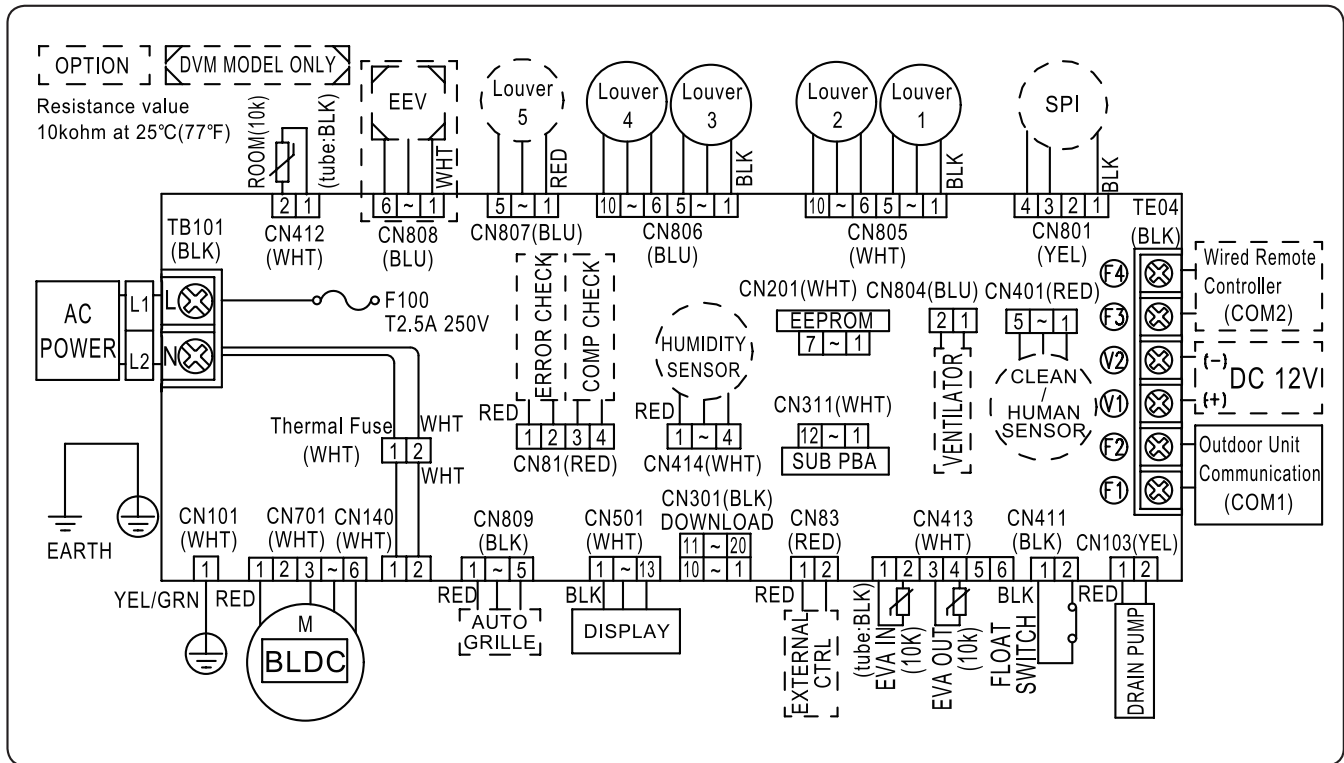 OPTION
DVM MODEL ONLY
Resistance value
10kohm at 25℃(77℉)
ROOM(10k)
(tube:BLK)
2 1
CN412
(WHT)
EEV
WHT
6 ~ 1
CN808
(BLU)
Louver
5
RED
5 ~ 1
CN807(BLU)
Louver
4
Louver
3
BLK
10 ~ 6 5 ~ 1
CN806
(BLU)
Louver
2
Louver
1
BLK
10 ~ 6 5 ~ 1
CN805
(WHT)
SPI
BLK
4 3 2 1
CN801
(YEL)
TE04
(BLK)
F4
F3
V2
V1
F2
F1
Wired Remote
Controller
(COM2)
(-)
DC 12V
(+)
Outdoor Unit
Communication
(COM1)
TB101
(BLK)
AC
POWER
L1
L2
L
N
F100
T2.5A 250V
Thermal Fuse
(WHT)
WHT
1 2
WHT
ERROR CHECK
COMP CHECK
RED
1 2 3 4
CN81(RED)
HUMIDITY
SENSOR
RED
1 ~ 4
CN414(WHT)
CN201(WHT)
EEPROM
7 ~ 1
CN311(WHT)
12 ~ 1
SUB PBA
CN804(BLU)
2 1
VENTILATOR
CN401(RED)
5 ~ 1
CLEAN
/
HUMAN
SENSOR
EARTH
CN101
(WHT)
1
YEL/GRN
CN701
(WHT)
1 2 3 ~ 6
RED
M
BLDC
CN140
(WHT)
1 2
CN809
(BLK)
1 ~ 5
RED
AUTO
GRILLE
CN501
(WHT)
1 ~ 13
BLK
DISPLAY
CN301(BLK)
DOWNLOAD
11 ~ 20
10 ~ 1
CN83
(RED)
1 2
RED
EXTERNAL
CTRL
CN413
(WHT)
1 2 3 4 5 6
(tube:BLK)
EVA IN
(10K)
EVA OUT
(10k)
CN411
(BLK)
1 2
BLK
FLOAT
SWITCH
CN103(YEL)
1 2
RED
DRAIN PUMP